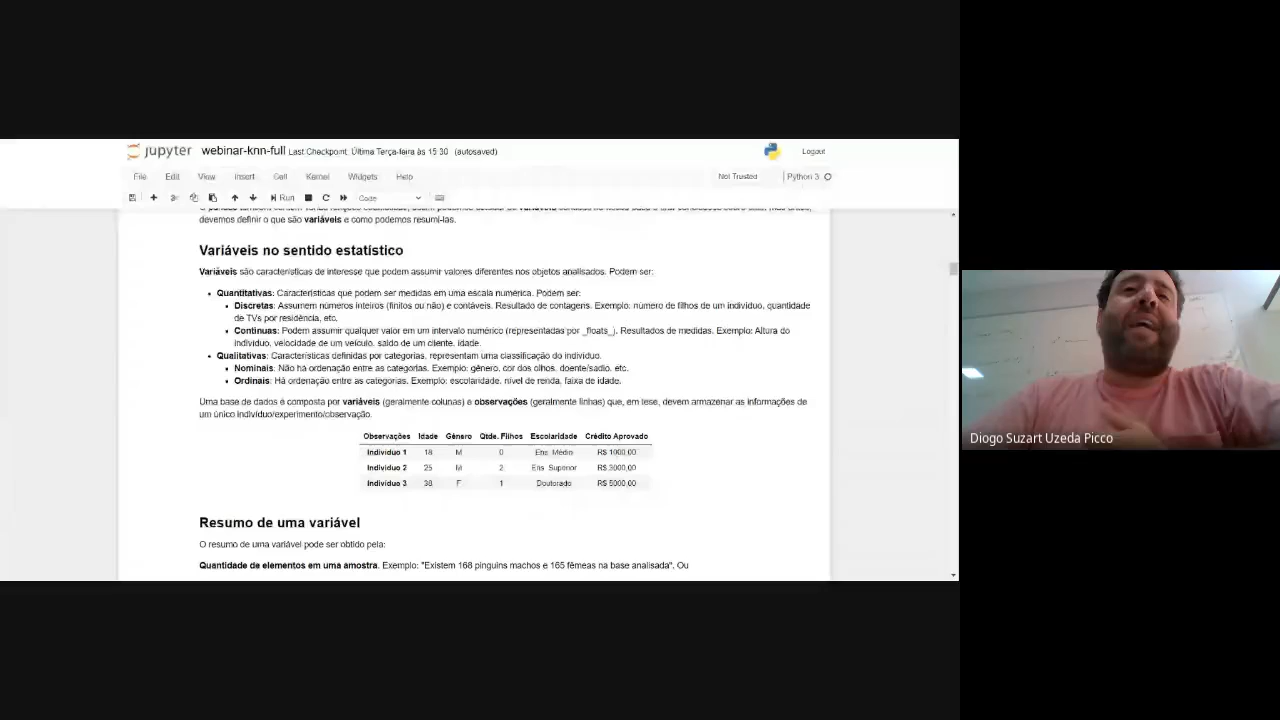 jupyter webinar-knn-full Last Checkpoint: Última Terça-feira às 15:30 (autosaved) Logout
File Edit View Insert Cell Kernel Widgets Help Not Trusted Python 3
Run Code
devemos definir o que são variáveis e como podemos resumí-las.
Variáveis no sentido estatístico
Variáveis são características de interesse que podem assumir valores diferentes nos objetos analisados. Podem ser:
Quantitativas: Características que podem ser medidas em uma escala numérica. Podem ser:
Discretas: Assumem números inteiros (finitos ou não) e contáveis. Resultado de contagens. Exemplo: número de filhos de um indivíduo, quantidade
de TVs por residência, etc.
Contínuas: Podem assumir qualquer valor em um intervalo numérico (representadas por _floats_). Resultados de medidas. Exemplo: Altura do
indivíduo, velocidade de um veículo, saldo de um cliente, idade.
Qualitativas: Características definidas por categorias, representam uma classificação do indivíduo.
Nominais: Não há ordenação entre as categorias. Exemplo: gênero, cor dos olhos, doente/sadio, etc.
Ordinais: Há ordenação entre as categorias. Exemplo: escolaridade, nível de renda, faixa de idade.
Uma base de dados é composta por variáveis (geralmente colunas) e observações (geralmente linhas) que, em tese, devem armazenar as informações de
um único indivíduo/experimento/observação.
Observações Idade Gênero Qtde. Filhos Escolaridade Crédito Aprovado
Indivíduo 1 18 M 0 Ens. Médio R$ 1000,00
Indivíduo 2 25 M 2 Ens. Superior R$ 3000,00
Indivíduo 3 38 F 1 Doutorado R$ 5000,00
Resumo de uma variável
O resumo de uma variável pode ser obtido pela:
Quantidade de elementos em uma amostra. Exemplo: "Existem 168 pinguins machos e 165 fêmeas na base analisada". Ou
Diogo Suzart Uzeda Picco